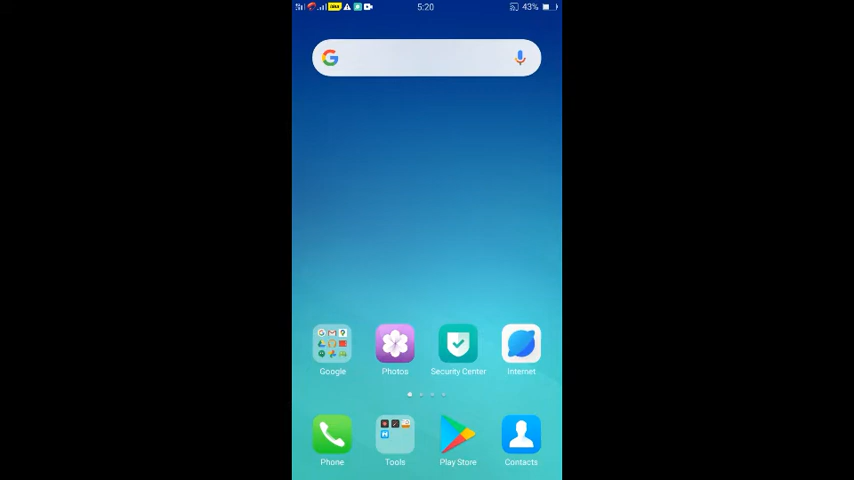 5:20
43%
Google
Photos
Security Center
Internet
Phone
Tools
Play Store
Contacts